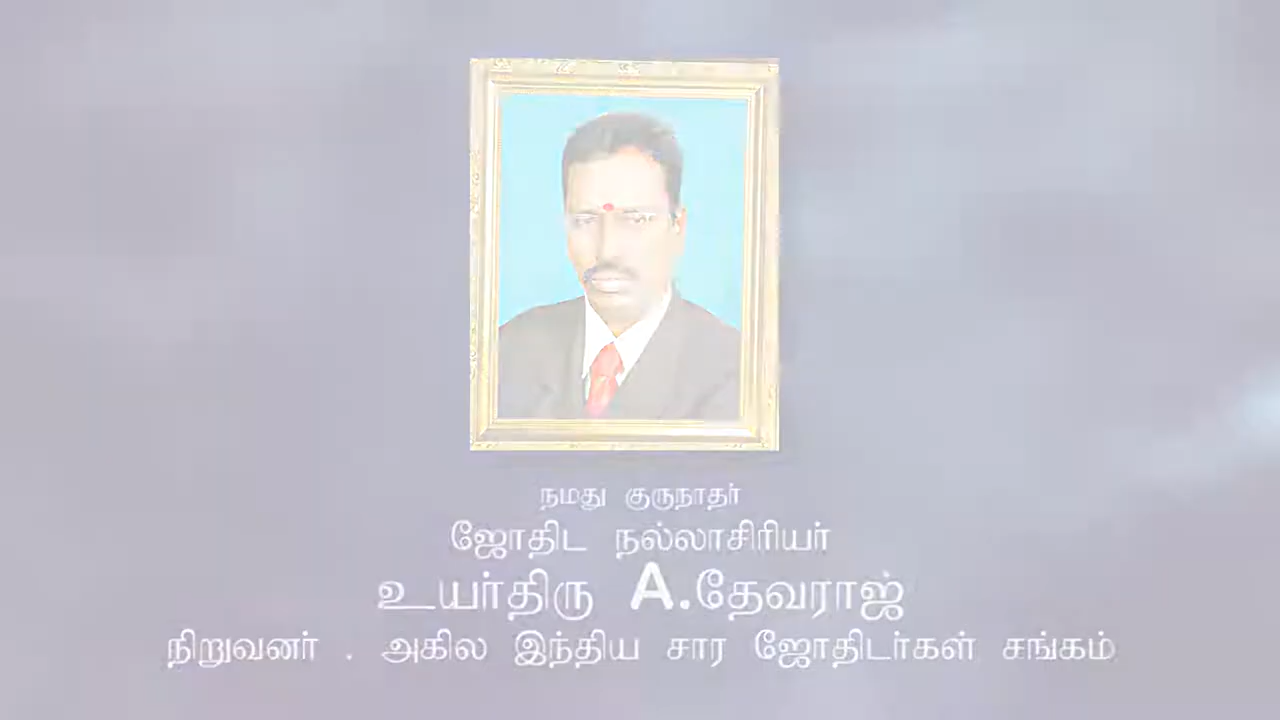 நமது குருநாதர்
ஜோதிட நல்லாசிரியர்
உயர்திரு A.தேவராஜ்
நிறுவனர் . அகில இந்திய சார ஜோதிடர்கள் சங்கம்